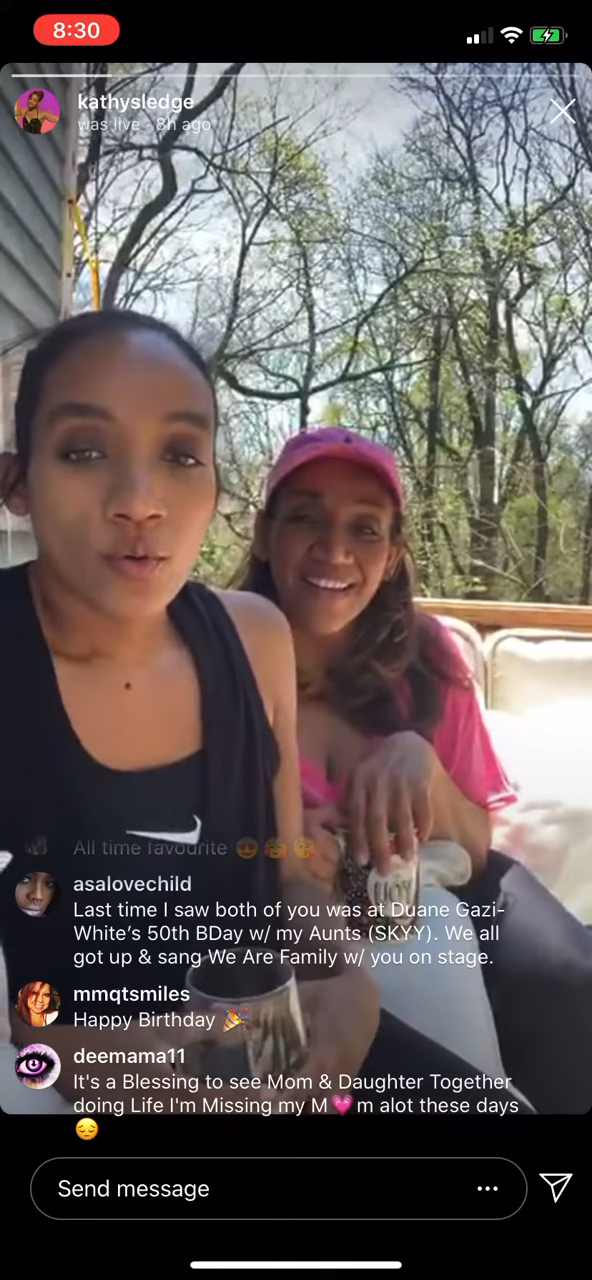 8:30
kathysledge
was live · 8h ago
All time favourite 😍🥰😘
asalovechild
Last time I saw both of you was at Duane Gazi-
White's 50th BDay w/ my Aunts (SKYY). We all
got up & sang We Are Family w/ you on stage.
mmqtsmiles
Happy Birthday 🎉
deemama11
It's a Blessing to see Mom & Daughter Together
doing Life I'm Missing my M💗m alot these days
😔
Send message